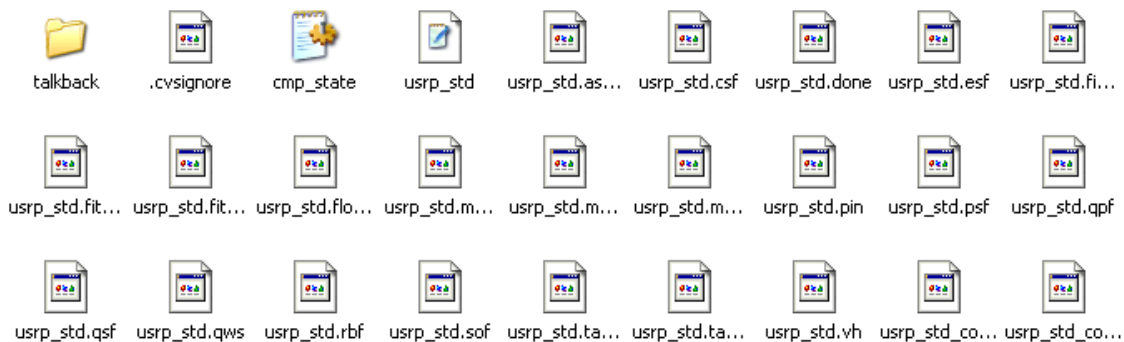 talkback .cvsignore cmp_state usrp_std usrp_std.as... usrp_std.csf usrp_std.done usrp_std.esf usrp_std.fi...
usrp_std.fit... usrp_std.fit... usrp_std.flo... usrp_std.m... usrp_std.m... usrp_std.m... usrp_std.pin usrp_std.psf usrp_std.qpf
usrp_std.qsf usrp_std.qws usrp_std.rbf usrp_std.sof usrp_std.ta... usrp_std.ta... usrp_std.vh usrp_std_co... usrp_std_co...